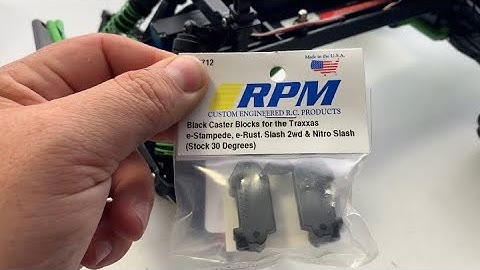 712
Made in the U.S.A.
RPM
CUSTOM ENGINEERED R.C. PRODUCTS
Black Caster Blocks for the Traxxas
e-Stampede, e-Rust. Slash 2wd & Nitro Slash
(Stock 30 Degrees)